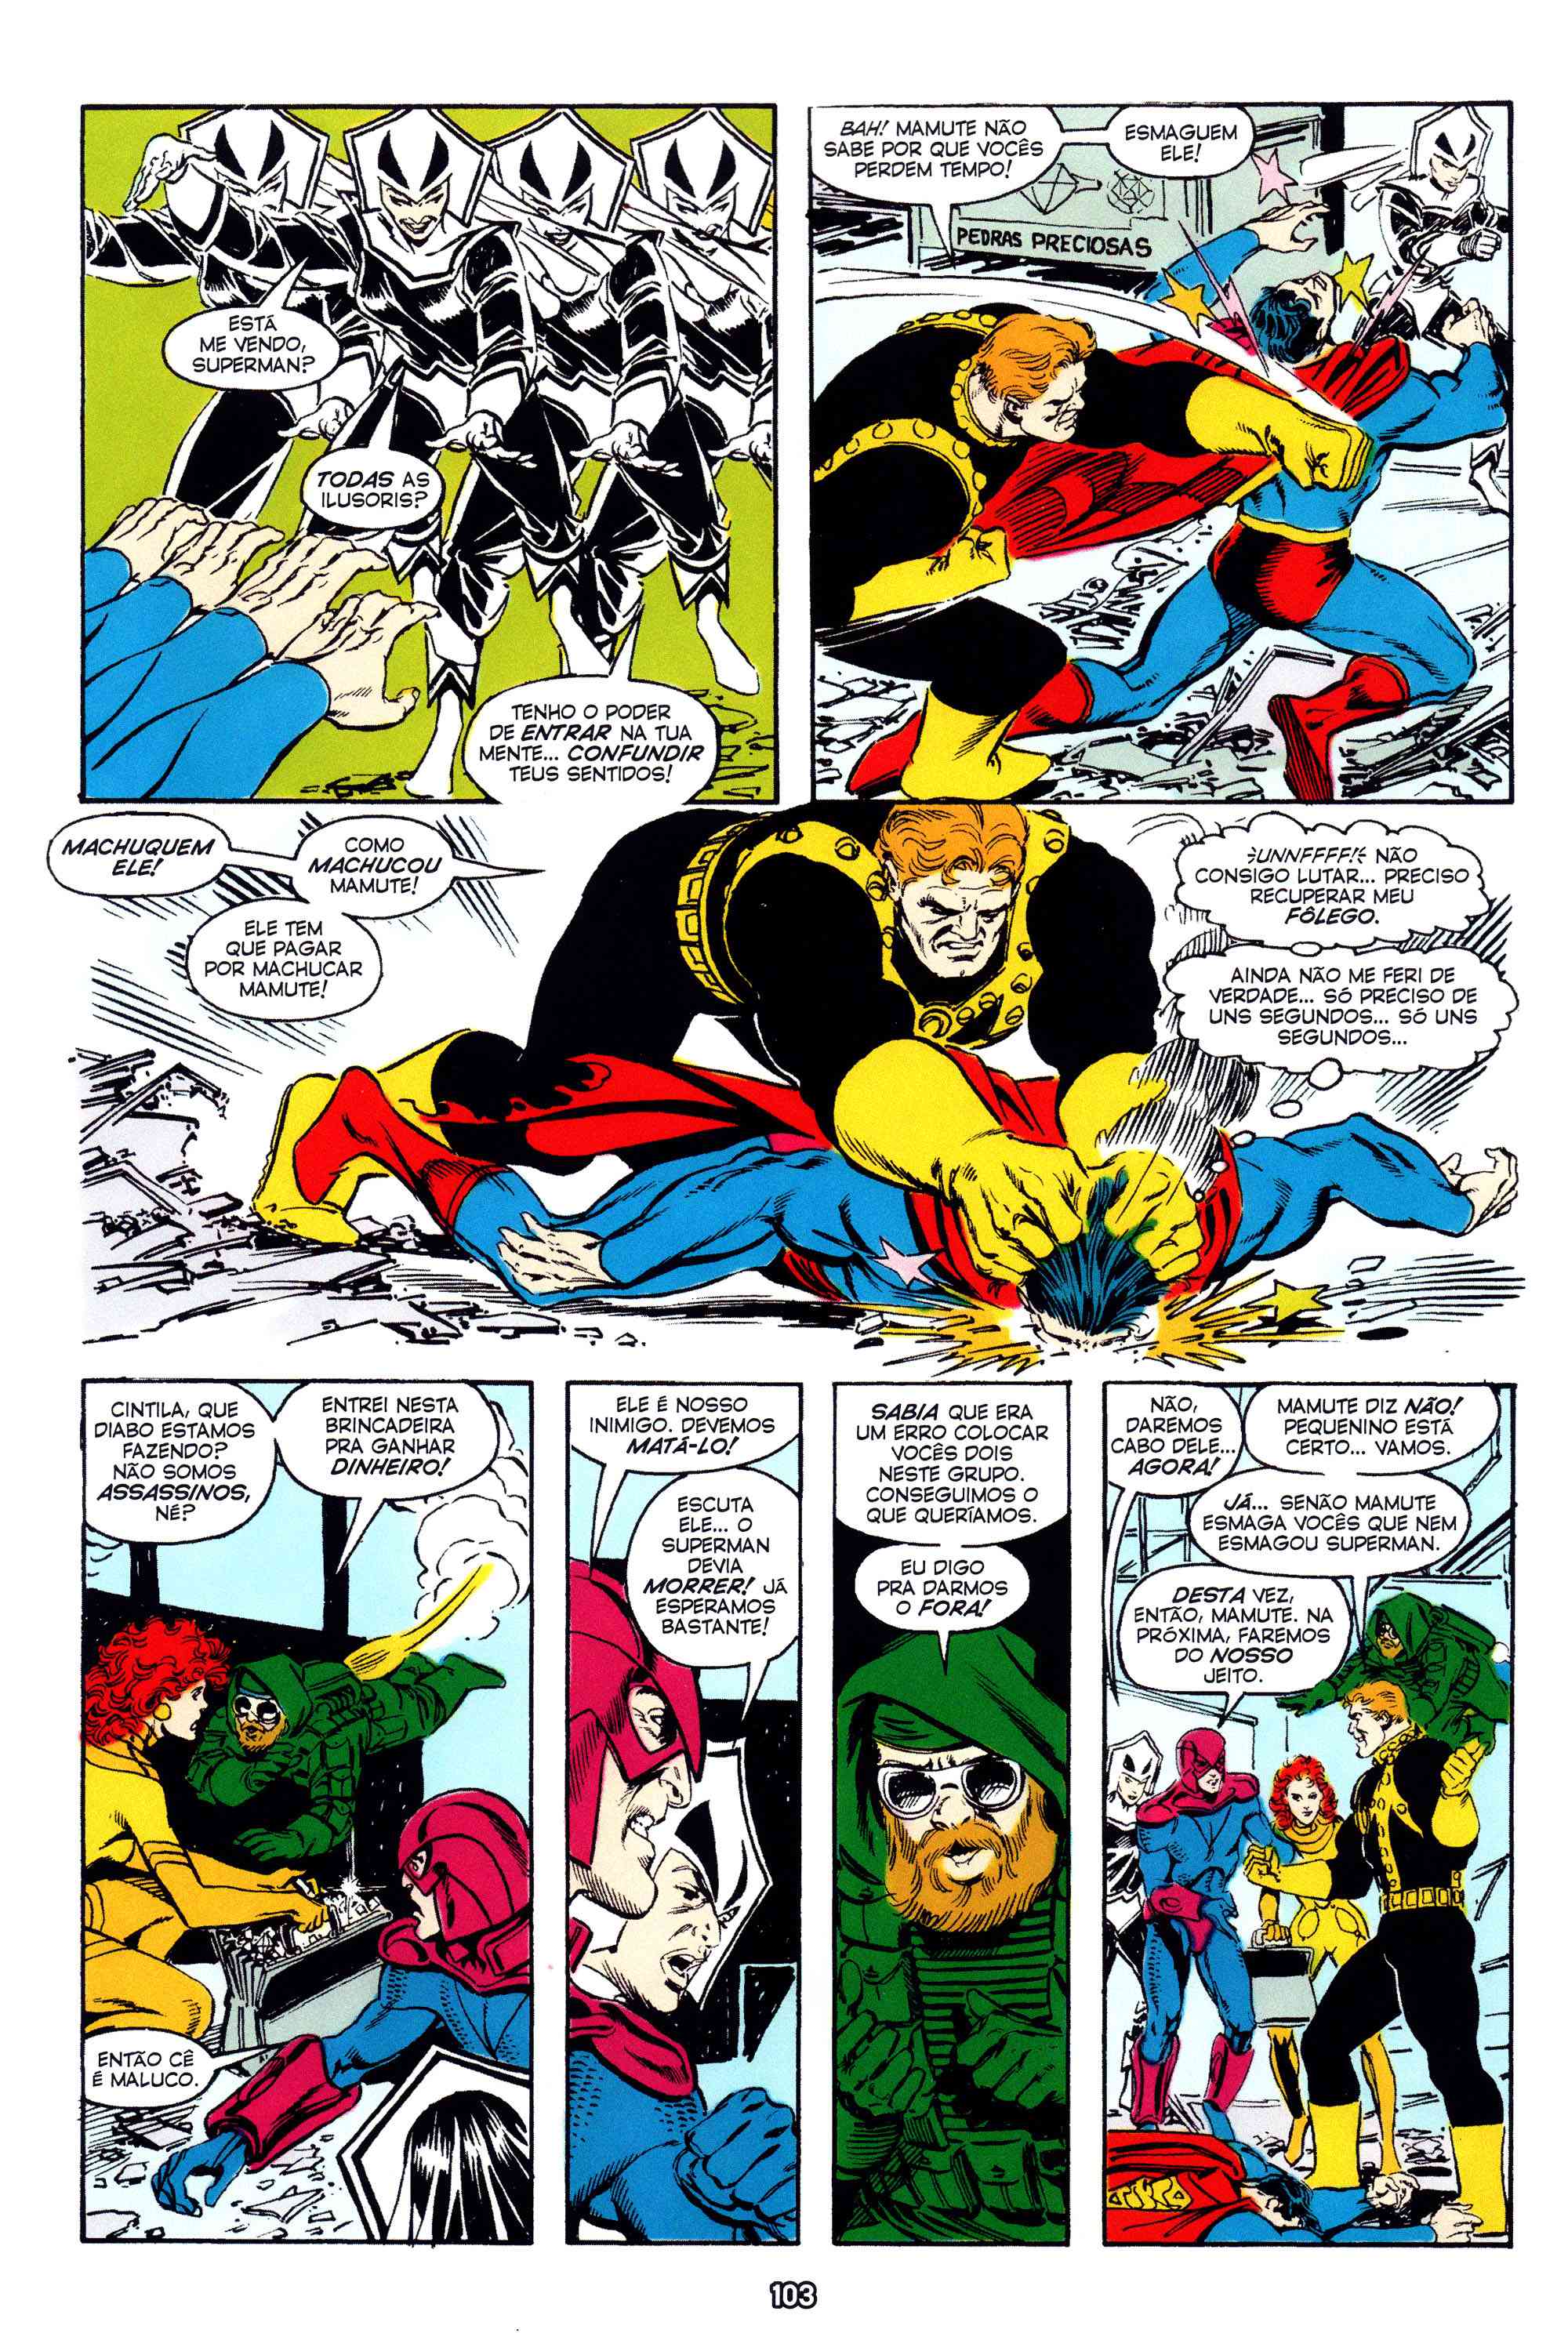 ESTÁ
ME VENDO,
SUPERMAN?
TODAS AS
ILUSORIS?
TENHO O PODER
DE ENTRAR NA TUA
MENTE... CONFUNDIR
TEUS SENTIDOS!
BAH! MAMUTE NÃO
SABE POR QUE VOCÊS
PERDEM TEMPO!
ESMAGUEM
ELE!
PEDRAS PRECIOSAS
MACHUQUEM
ELE!
COMO
MACHUCOU
MAMUTE!
ELE TEM
QUE PAGAR
POR MACHUCAR
MAMUTE!
÷UNNFFFF!÷ NÃO
CONSIGO LUTAR... PRECISO
RECUPERAR MEU
FÔLEGO.
AINDA NÃO ME FERI DE
VERDADE... SÓ PRECISO DE
UNS SEGUNDOS... SÓ UNS
SEGUNDOS...
CINTILA, QUE
DIABO ESTAMOS
FAZENDO?
NÃO SOMOS
ASSASSINOS,
NÉ?
ENTREI NESTA
BRINCADEIRA
PRA GANHAR
DINHEIRO!
ENTÃO CÊ
É MALUCO.
ELE É NOSSO
INIMIGO. DEVEMOS
MATÁ-LO!
ESCUTA
ELE... O
SUPERMAN
DEVIA
MORRER! JÁ
ESPERAMOS
BASTANTE!
SABIA QUE ERA
UM ERRO COLOCAR
VOCÊS DOIS
NESTE GRUPO.
CONSEGUIMOS O
QUE QUERÍAMOS.
EU DIGO
PRA DARMOS
O FORA!
NÃO,
DAREMOS
CABO DELE...
AGORA!
MAMUTE DIZ NÃO!
PEQUENINO ESTÁ
CERTO... VAMOS.
JÁ... SENÃO MAMUTE
ESMAGA VOCÊS QUE NEM
ESMAGOU SUPERMAN.
DESTA VEZ,
ENTÃO, MAMUTE. NA
PRÓXIMA, FAREMOS
DO NOSSO
JEITO.
103